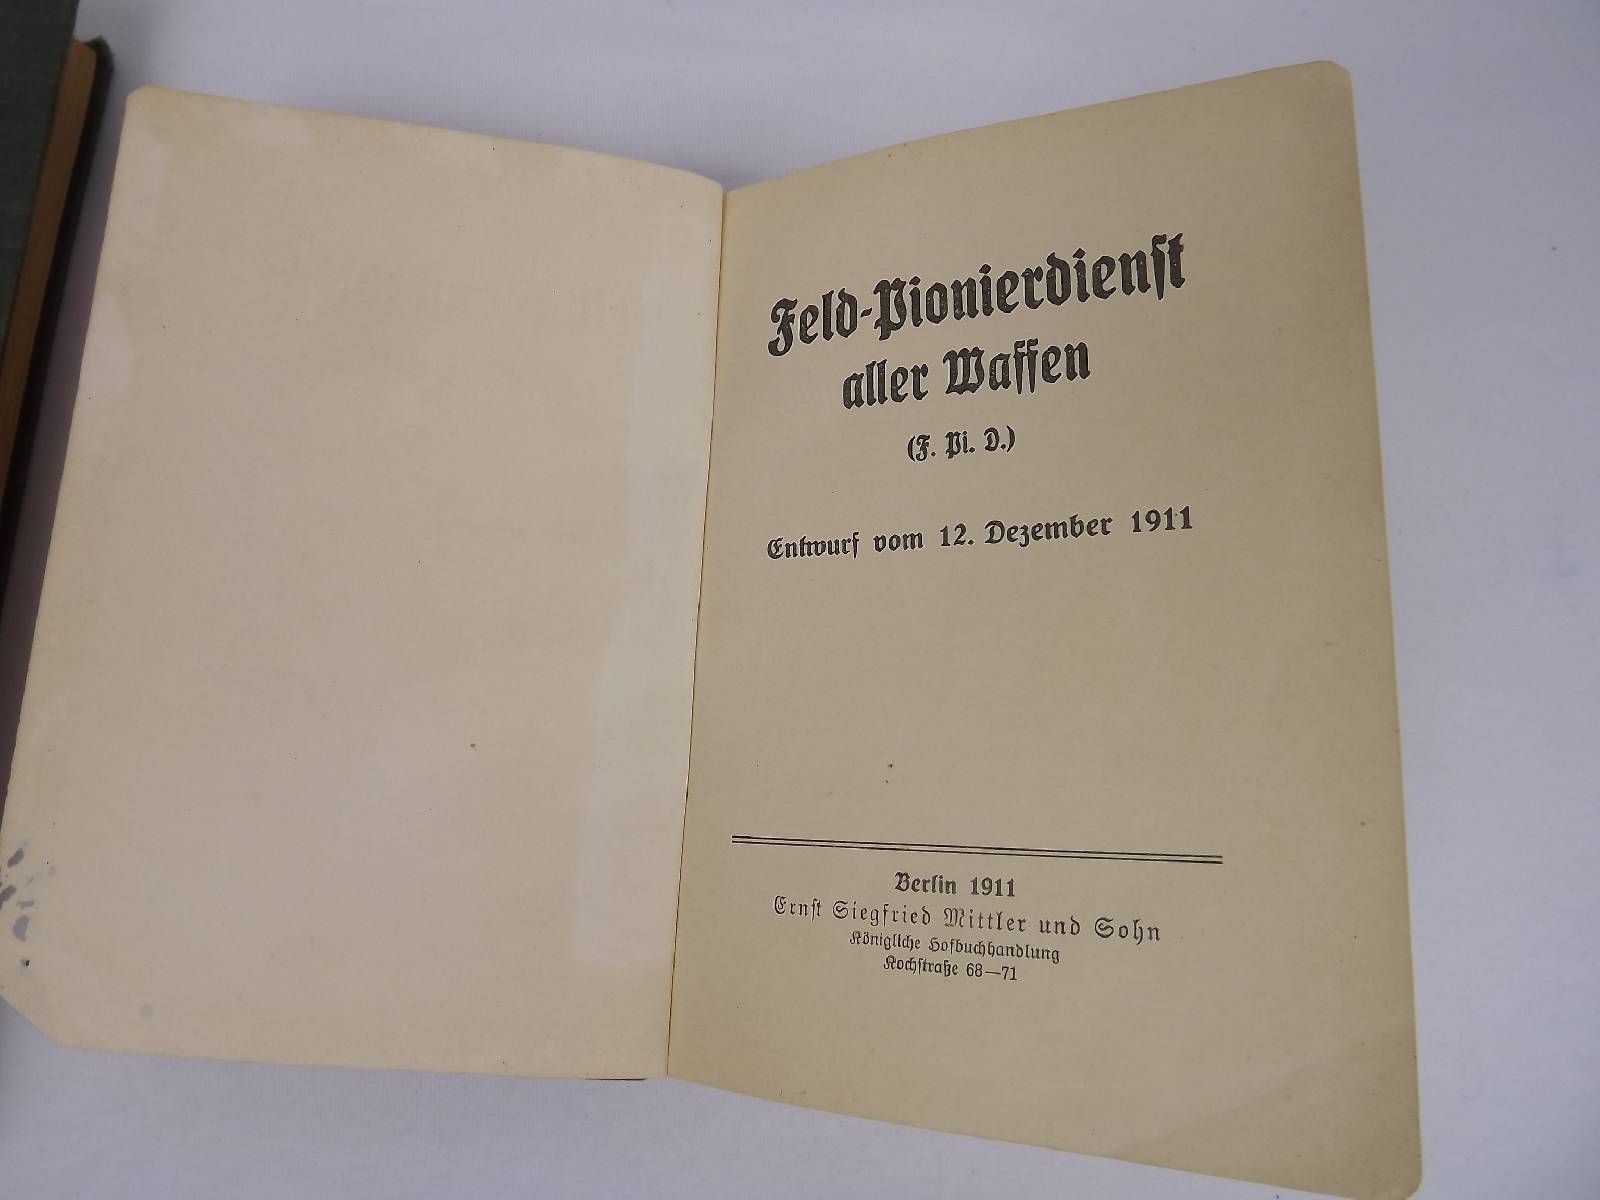 Feld-Pionierdienst
aller Waffen
(F. Pi. D.)
Entwurf vom 12. Dezember 1911
Berlin 1911
Ernst Siegfried Mittler und Sohn
Königliche Hofbuchhandlung
Kochstraße 68—71